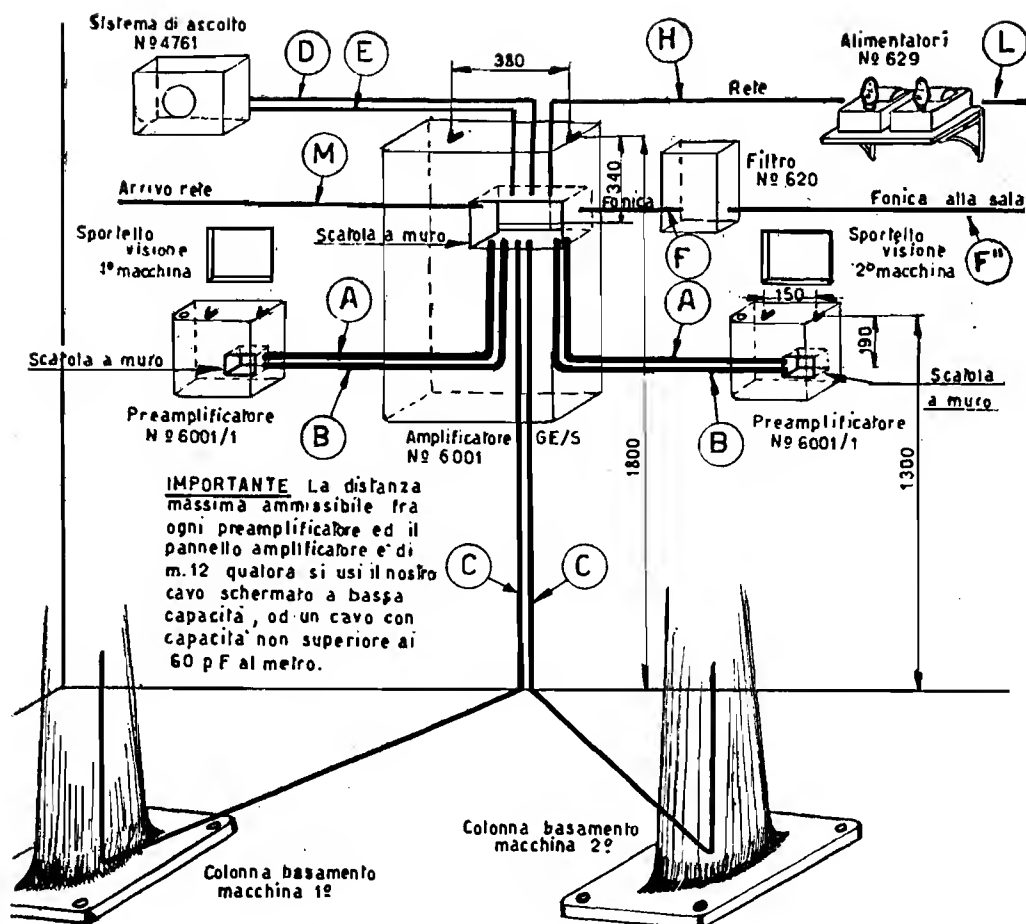 Sistema di ascolto
Nº 4761
D
E
380
H
Rete
Alimentatori
Nº 629
L
M
Arrivo rete
340
Fonica
Filtro
Nº 620
Fonica alla sala
Scatola a muro
F
F"
Sportello
visione
1º macchina
Sportello
visione
2º macchina
A
A
150
190
Scatola a muro
Scatola
a muro
Preamplificatore
Nº 6001/1
B
Amplificatore GE/S
Nº 6001
B
Preamplificatore
Nº 6001/1
1800
1300
IMPORTANTE La distanza
massima ammissibile fra
ogni preamplificatore ed il
pannello amplificatore e' di
m. 12 qualora si usi il nostro
cavo schermato a bassa
capacità, od un cavo con
capacita' non superiore ai
60 pF al metro.
C
C
Colonna basamento
macchina 1º
Colonna basamento
macchina 2º